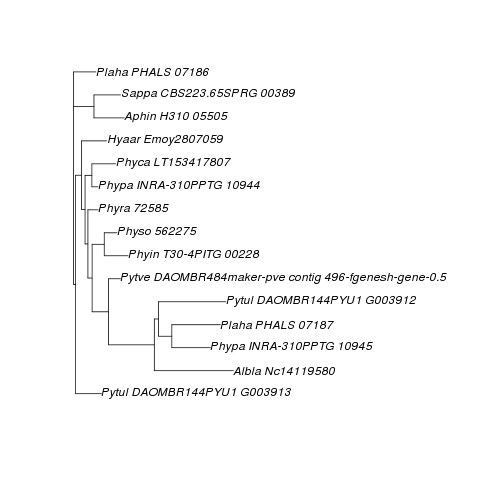 Plaha PHALS 07186
Sappa CBS223.65SPRG 00389
Aphin H310 05505
Hyaar Emoy2807059
Phyca LT153417807
Phypa INRA-310PPTG 10944
Phyra 72585
Physo 562275
Phyin T30-4PITG 00228
Pytve DAOMBR484maker-pve contig 496-fgenesh-gene-0.5
Pytul DAOMBR144PYU1 G003912
Plaha PHALS 07187
Phypa INRA-310PPTG 10945
Albla Nc14119580
Pytul DAOMBR144PYU1 G003913